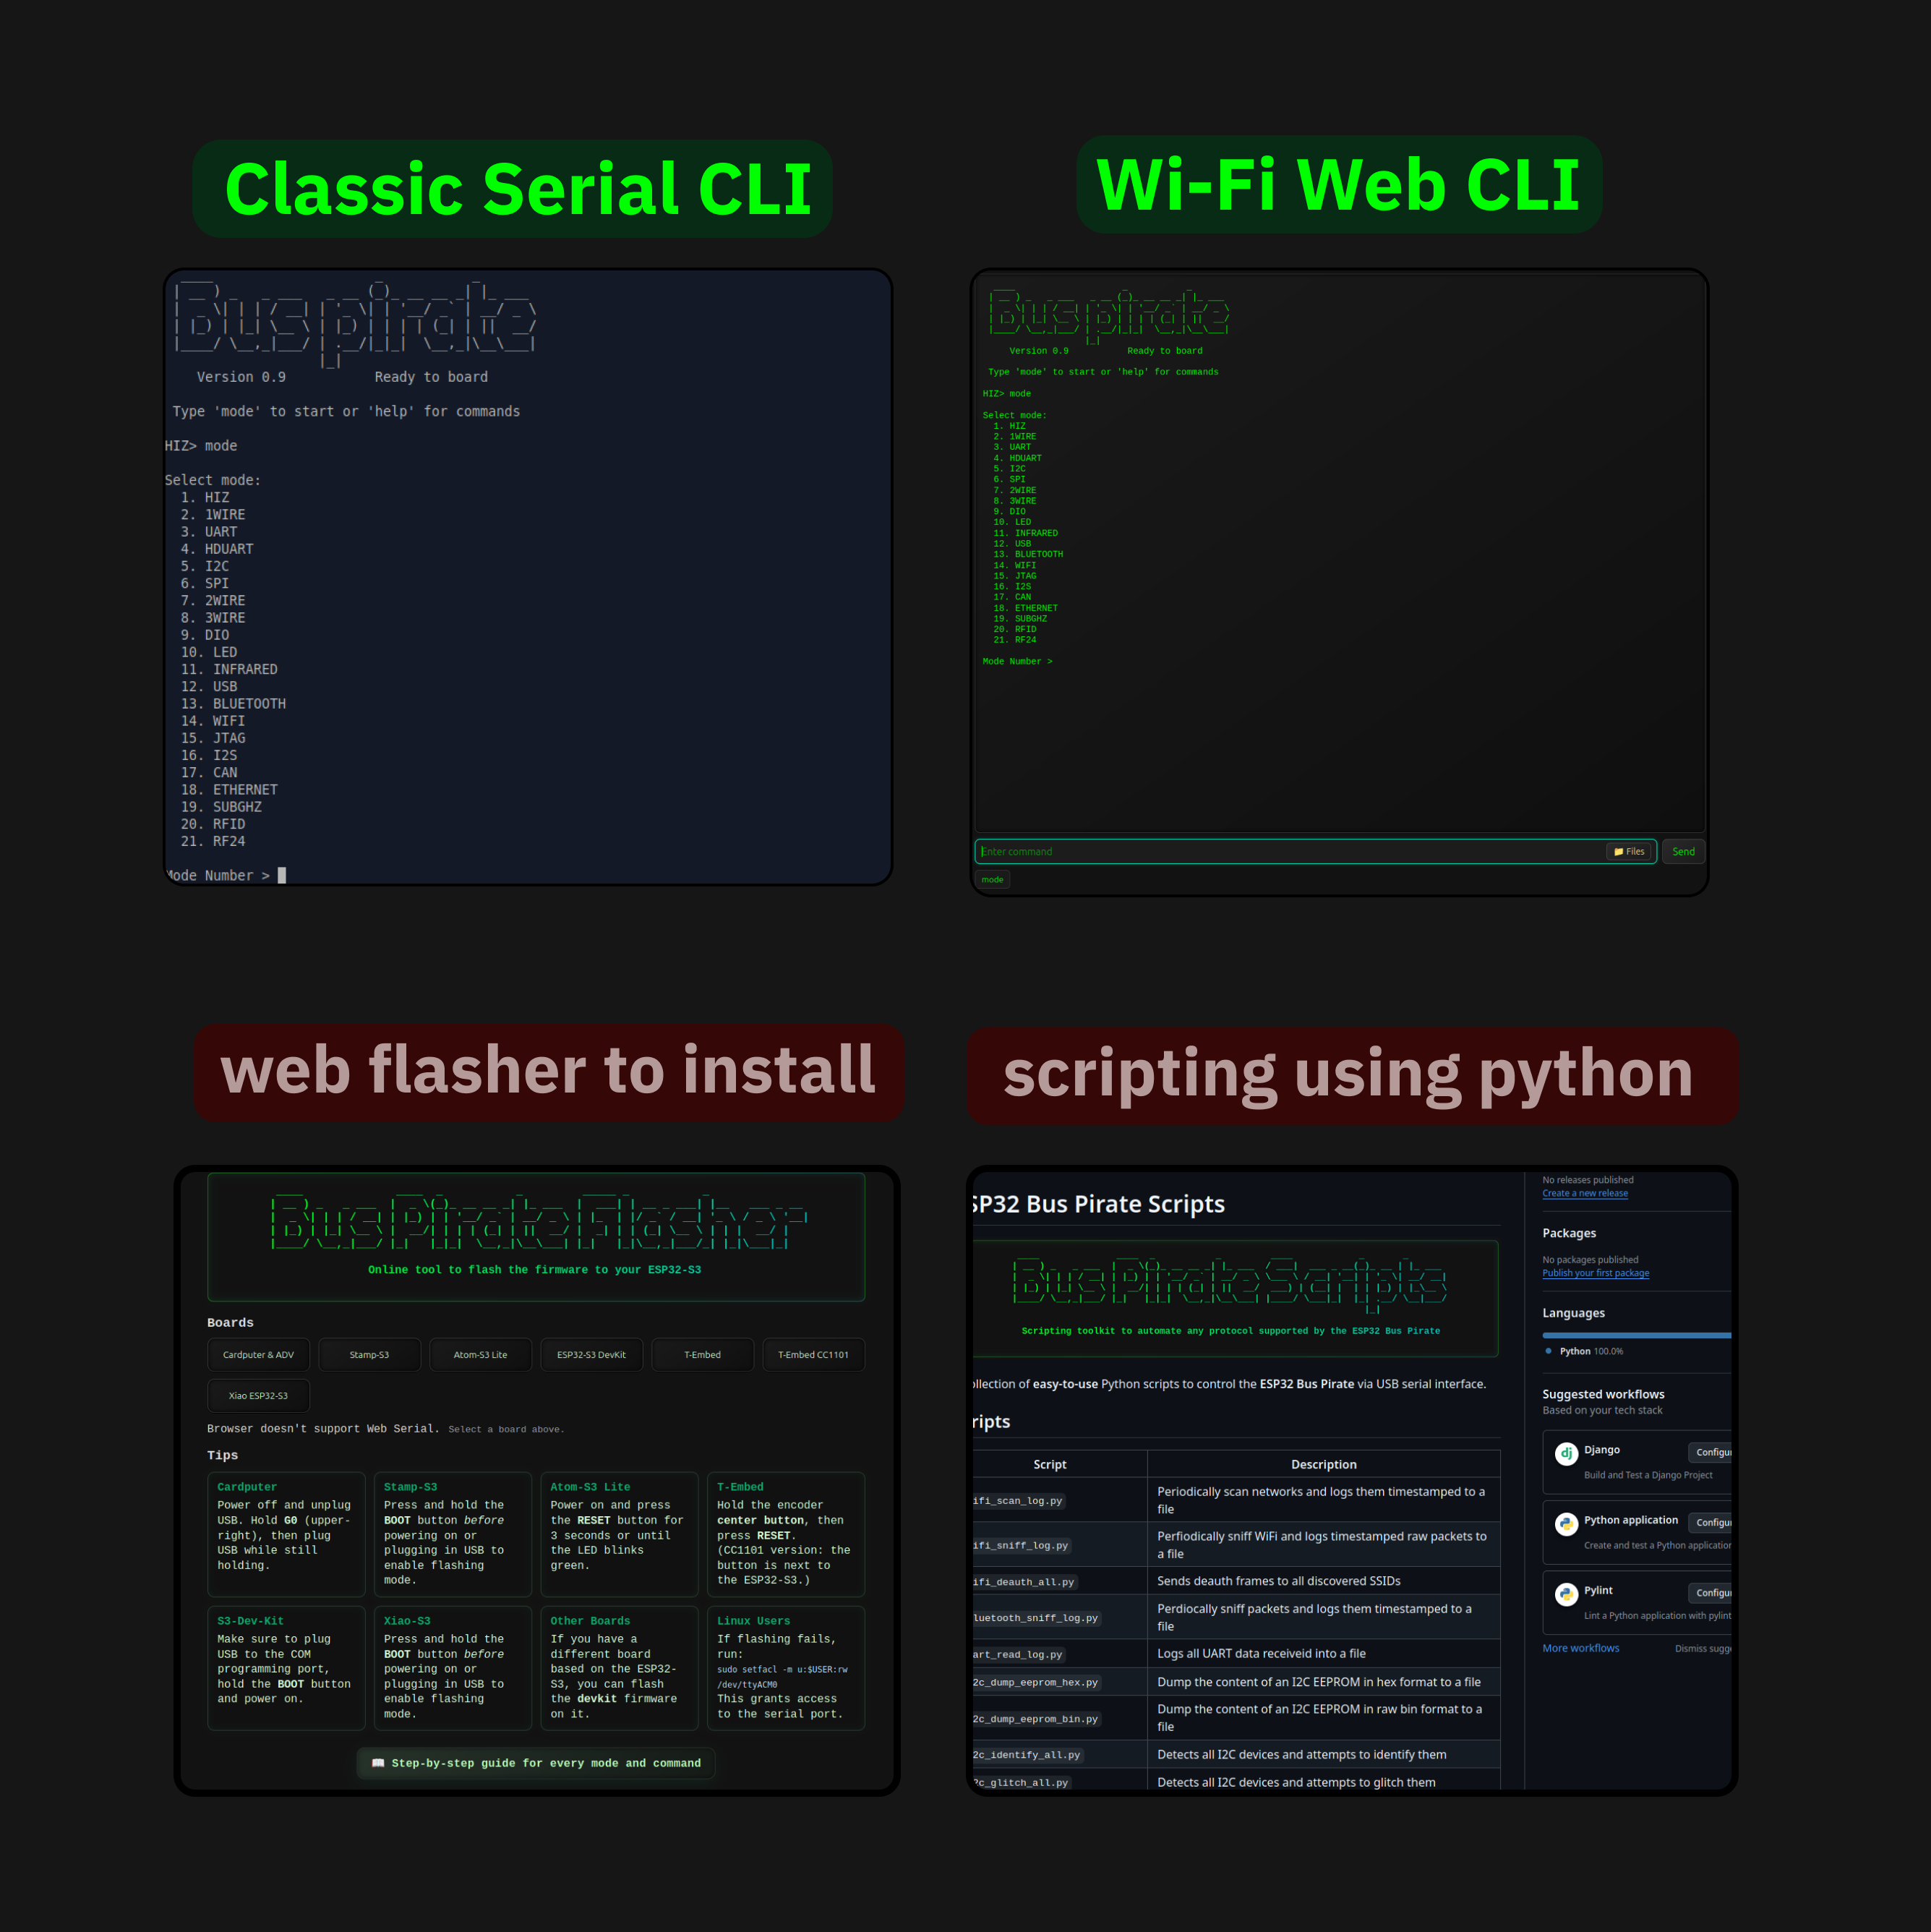 Classic Serial CLI
Buspirate
Version 0.9 Ready to board
Type 'mode' to start or 'help' for commands
HIZ> mode
Select mode:
1. HIZ
2. 1WIRE
3. UART
4. HDUART
5. I2C
6. SPI
7. 2WIRE
8. 3WIRE
9. DIO
10. LED
11. INFRARED
12. USB
13. BLUETOOTH
14. WIFI
15. JTAG
16. I2S
17. CAN
18. ETHERNET
19. SUBGHZ
20. RFID
21. RF24
Mode Number >
Wi-Fi Web CLI
Buspirate
Version 0.9 Ready to board
Type 'mode' to start or 'help' for commands
HIZ> mode
Select mode:
1. HIZ
2. 1WIRE
3. UART
4. HDUART
5. I2C
6. SPI
7. 2WIRE
8. 3WIRE
9. DIO
10. LED
11. INFRARED
12. USB
13. BLUETOOTH
14. WIFI
15. JTAG
16. I2S
17. CAN
18. ETHERNET
19. SUBGHZ
20. RFID
21. RF24
Mode Number >
Enter command
Files
Send
mode
web flasher to install
BusPirateFlasher
Online tool to flash the firmware to your ESP32-S3
Boards
Cardputer & ADV
Stamp-S3
Atom-S3 Lite
ESP32-S3 DevKit
T-Embed
T-Embed CC1101
Xiao ESP32-S3
Browser doesn't support Web Serial. Select a board above.
Tips
Cardputer
Power off and unplug
USB. Hold G0 (upper-
right), then plug
USB while still
holding.
Stamp-S3
Press and hold the
BOOT button before
powering on or
plugging in USB to
enable flashing
mode.
Atom-S3 Lite
Power on and press
the RESET button for
3 seconds or until
the LED blinks
green.
T-Embed
Hold the encoder
center button, then
press RESET.
(CC1101 version: the
button is next to
the ESP32-S3.)
S3-Dev-Kit
Make sure to plug
USB to the COM
programming port,
hold the BOOT button
and power on.
Xiao-S3
Press and hold the
BOOT button before
powering on or
plugging in USB to
enable flashing
mode.
Other Boards
If you have a
different board
based on the ESP32-
S3, you can flash
the devkit firmware
on it.
Linux Users
If flashing fails,
run:
sudo setfacl -m u:$USER:rw
/dev/ttyACM0
This grants access
to the serial port.
Step-by-step guide for every mode and command
scripting using python
SP32 Bus Pirate Scripts
BusPirateScripts
Scripting toolkit to automate any protocol supported by the ESP32 Bus Pirate
ollection of easy-to-use Python scripts to control the ESP32 Bus Pirate via USB serial interface.
ripts
Script Description
ifi_scan_log.py Periodically scan networks and logs them timestamped to a
file
ifi_sniff_log.py Perfiodically sniff WiFi and logs timestamped raw packets to
a file
ifi_deauth_all.py Sends deauth frames to all discovered SSIDs
luetooth_sniff_log.py Perdiocally sniff packets and logs them timestamped to a
file
art_read_log.py Logs all UART data receiveid into a file
2c_dump_eeprom_hex.py Dump the content of an I2C EEPROM in hex format to a file
2c_dump_eeprom_bin.py Dump the content of an I2C EEPROM in raw bin format to a
file
2c_identify_all.py Detects all I2C devices and attempts to identify them
2c_glitch_all.py Detects all I2C devices and attempts to glitch them
No releases published
Create a new release
Packages
No packages published
Publish your first package
Languages
Python 100.0%
Suggested workflows
Based on your tech stack
dj
Django
Configu
Build and Test a Django Project
Python application
Configu
Create and test a Python application
Pylint
Configu
Lint a Python application with pylint
More workflows
Dismiss sugge